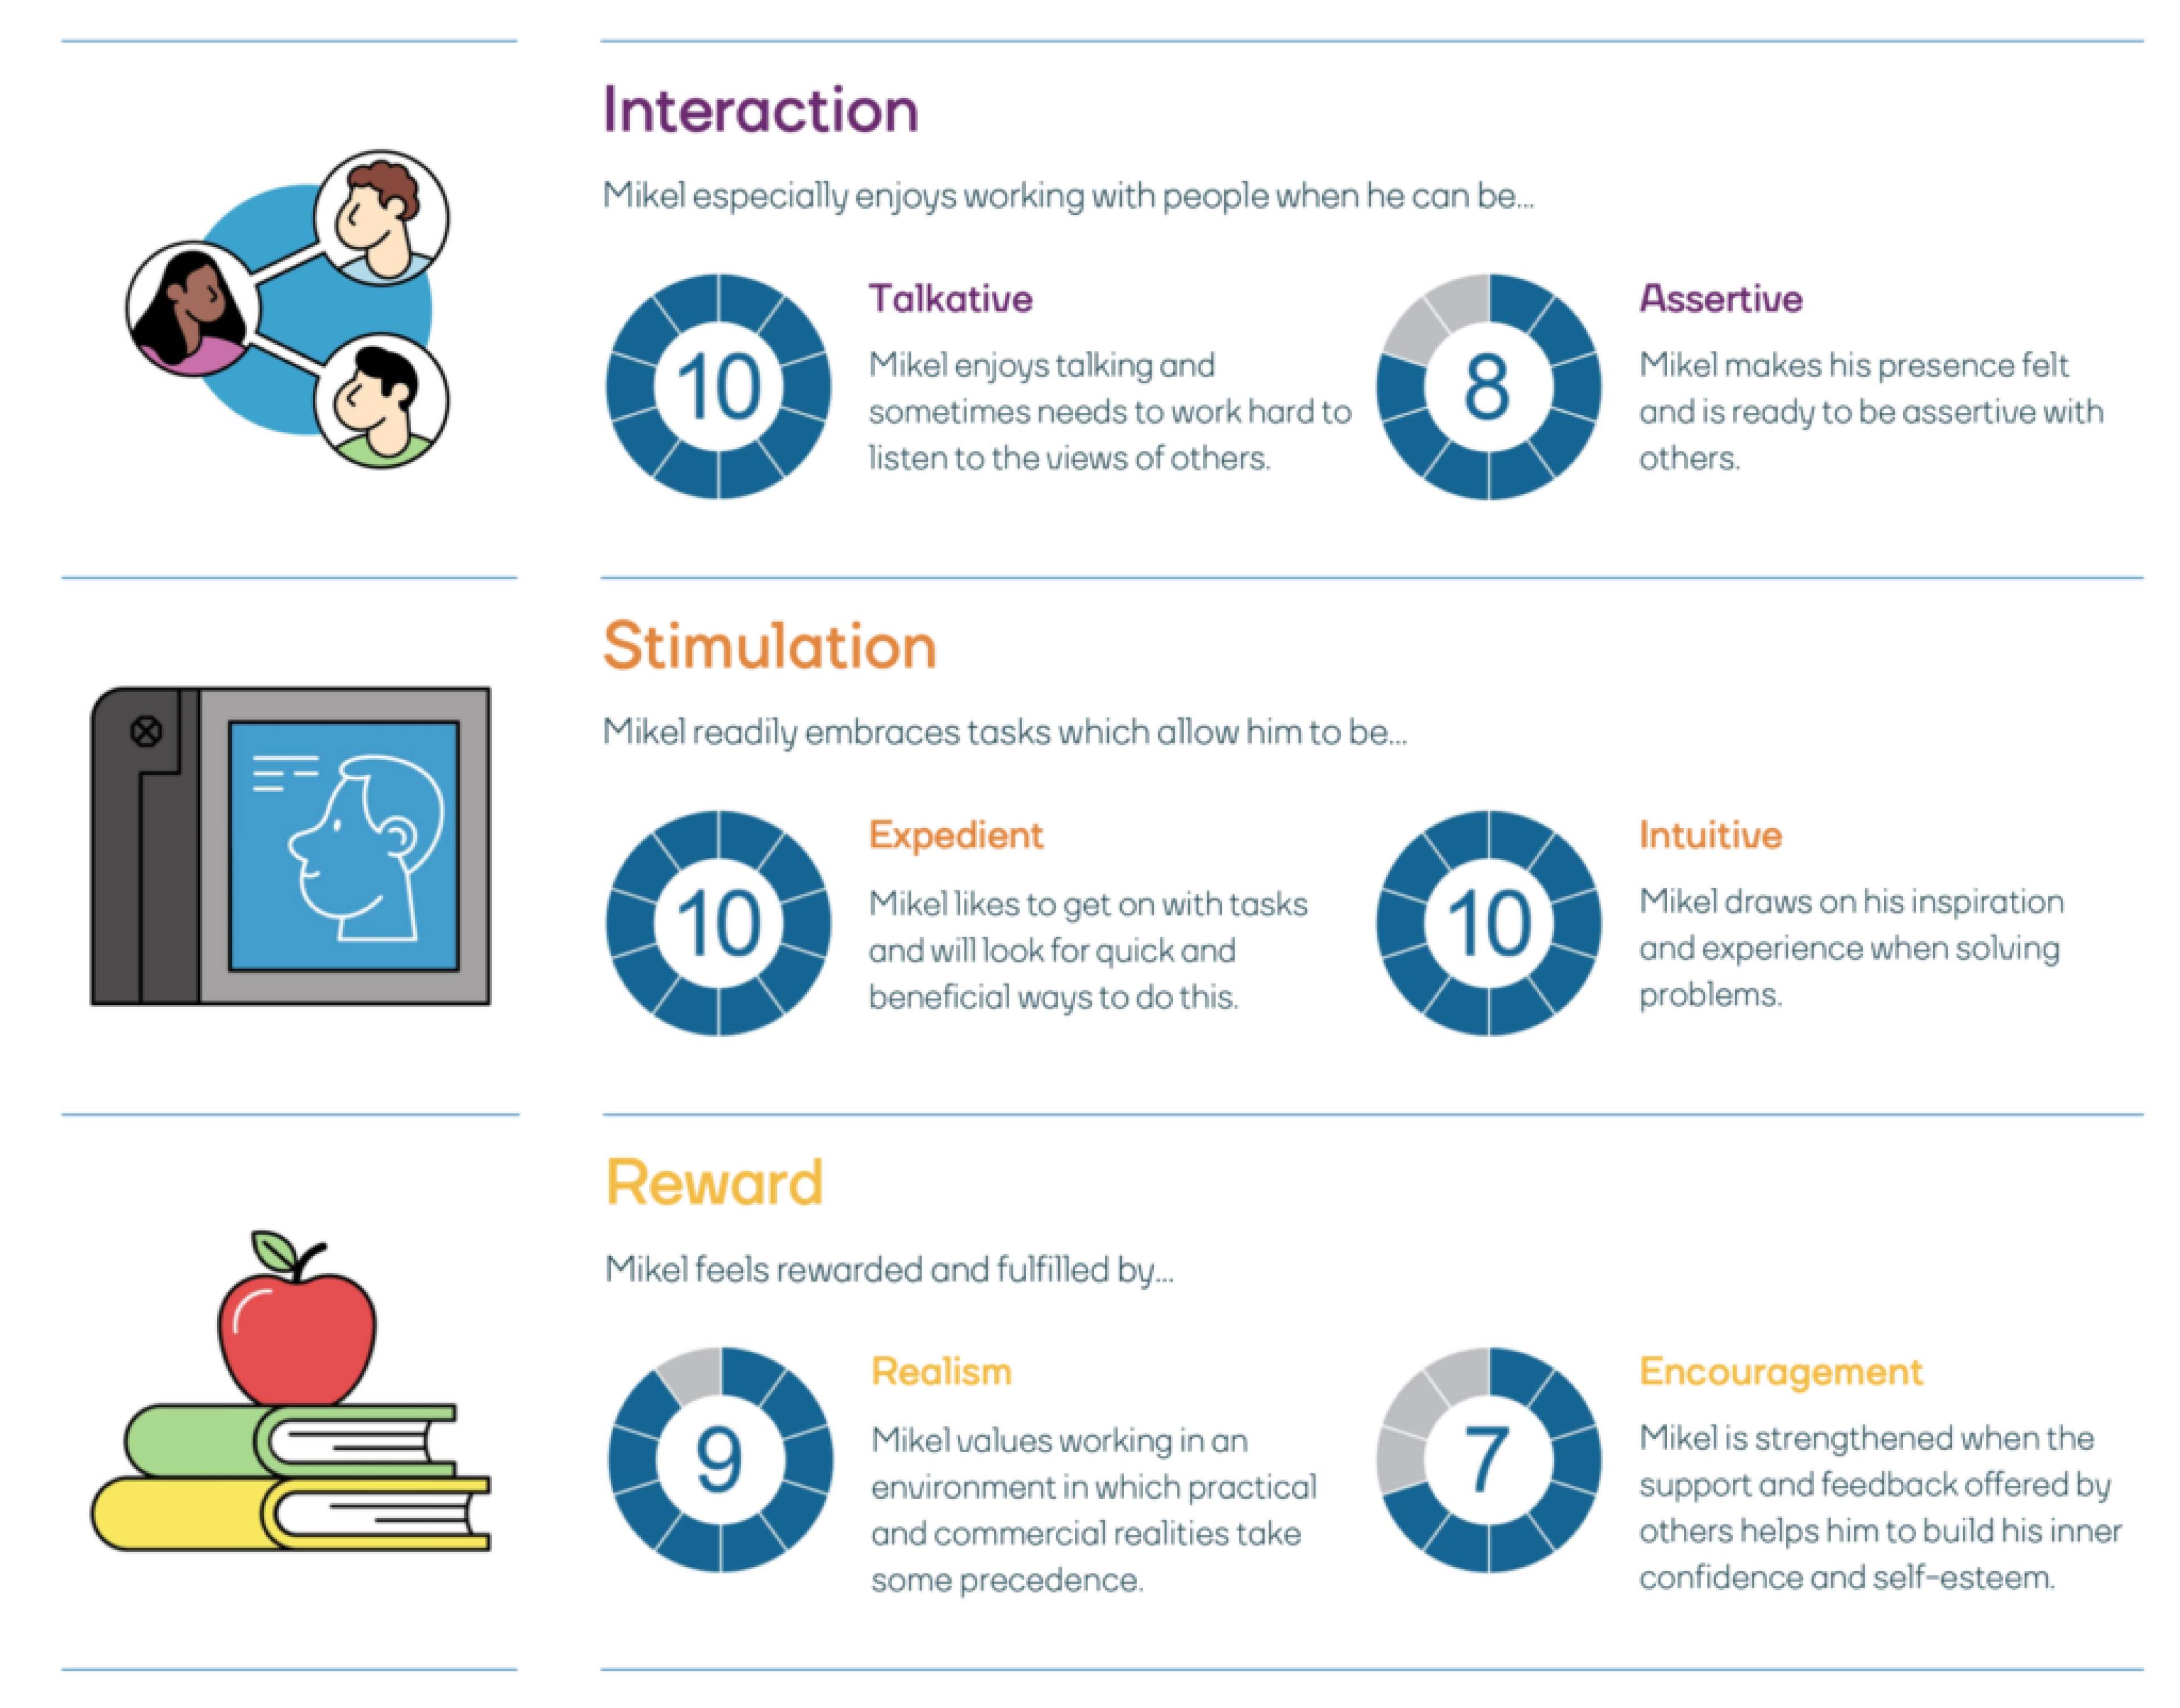 Interaction
Mikel especially enjoys working with people when he can be...
10
Talkative
Mikel enjoys talking and
sometimes needs to work hard to
listen to the views of others.
8
Assertive
Mikel makes his presence felt
and is ready to be assertive with
others.
Stimulation
Mikel readily embraces tasks which allow him to be...
10
Expedient
Mikel likes to get on with tasks
and will look for quick and
beneficial ways to do this.
10
Intuitive
Mikel draws on his inspiration
and experience when solving
problems.
Reward
Mikel feels rewarded and fulfilled by...
9
Realism
Mikel values working in an
environment in which practical
and commercial realities take
some precedence.
7
Encouragement
Mikel is strengthened when the
support and feedback offered by
others helps him to build his inner
confidence and self-esteem.